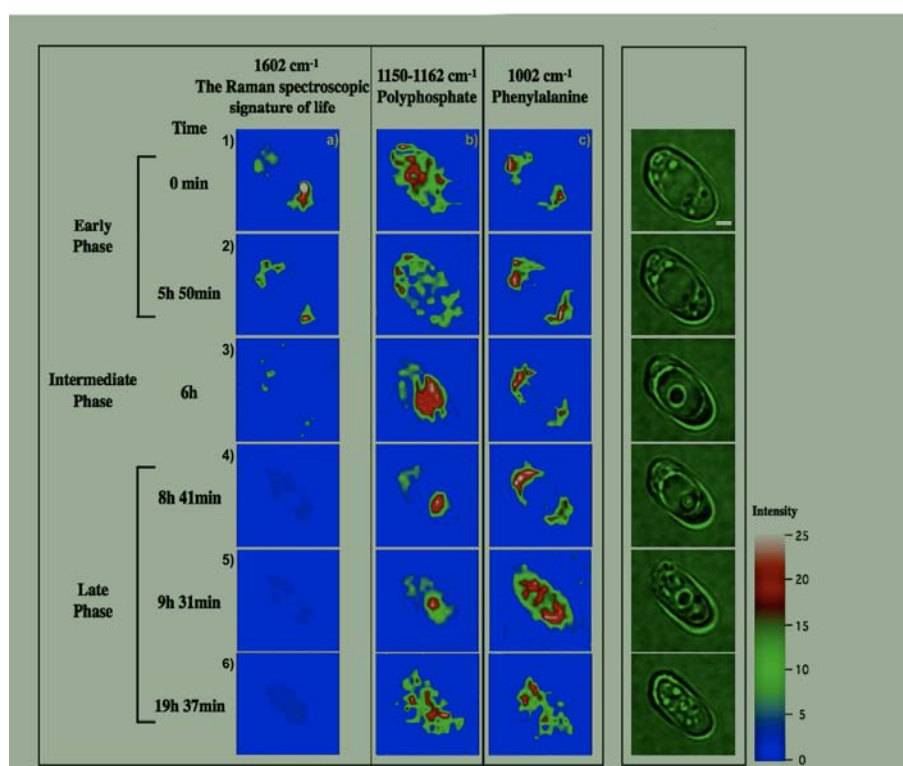 1602 cm-1
The Raman spectroscopic
signature of life
1150-1162 cm-1
Polyphosphate
1002 cm-1
Phenylalanine
Time
1)
a)
b)
c)
0 min
Early
Phase
2)
5h 50min
3)
Intermediate
Phase
6h
4)
8h 41min
Intensity
25
20
15
10
5
0
5)
Late
Phase
9h 31min
6)
19h 37min